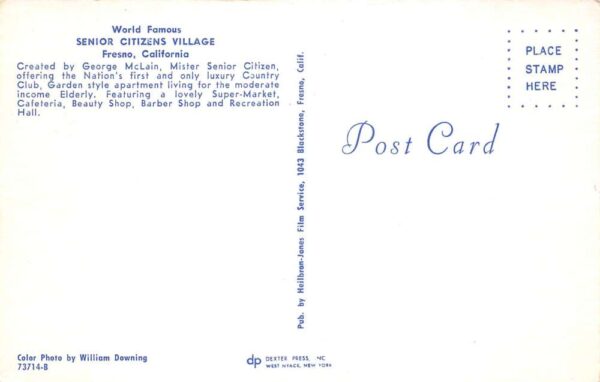 World Famous
SENIOR CITIZENS VILLAGE
Fresno, California
Created by George McLain, Mister Senior Citizen,
offering the Nation's first and only luxury Country
Club, Garden style apartment living for the moderate
income Elderly. Featuring a lovely Super-Market,
Cafeteria, Beauty Shop, Barber Shop and Recreation
Hall.
Pub. by Heilbron-Jones Film Service, 1043 Blackstone, Fresno, Calif.
PLACE
STAMP
HERE
Post Card
Color Photo by William Downing
73714-B
dp DEXTER PRESS, INC
WEST NYACK, NEW YORK